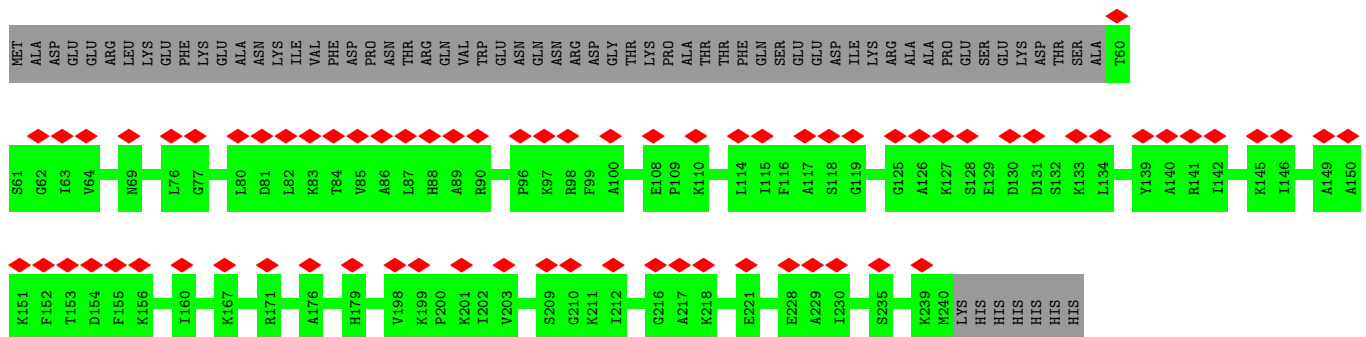 MET ALA ASP GLU GLU ARG LEU LYS GLU PHE LYS GLU ALA ASN LYS ILE VAL PHE ASP PRO ASN THR ARG GLN VAL TRP GLU ASN GLN ASN ARG ASP GLY THR LYS PRO ALA THR THR PHE GLN SER GLU GLU ASP ILE LYS ARG ALA ALA PRO GLU SER GLU LYS ASP THR SER ALA T60
S61 G62 I63 V64 N69 L76 G77 L80 D81 L82 K83 T84 V85 A86 L87 H88 A89 R90 P96 K97 R98 F99 A100 E108 P109 K110 L114 I115 F116 A117 S118 G119 G125 A126 K127 S128 E129 D130 D131 S132 K133 L134 Y139 A140 R141 I142 K145 I146 A149 A150
K151 F152 T153 D154 F155 K156 I160 K167 R171 A176 H179 V198 K199 P200 K201 I202 V203 S209 G210 K211 I212 G216 A217 K218 E221 E228 A229 I230 S235 K239 M240 LYS HIS HIS HIS HIS HIS HIS